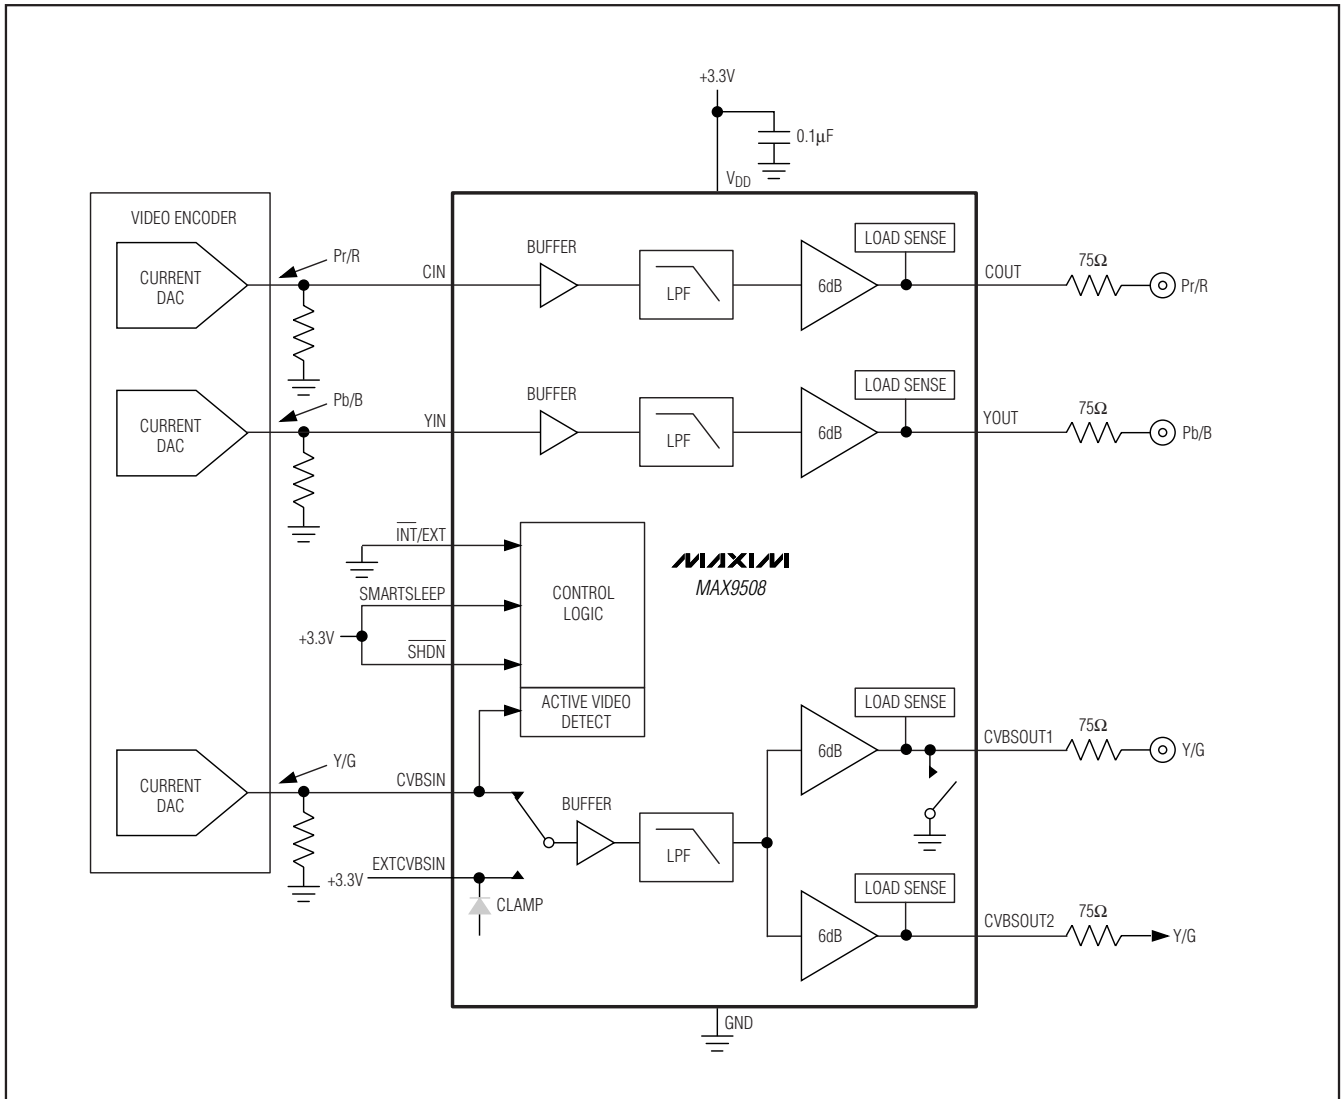 +3.3V
0.1µF
VDD
VIDEO ENCODER
CURRENT
DAC
Pr/R
CIN
BUFFER
LPF
6dB
LOAD SENSE
COUT
75Ω
Pr/R
CURRENT
DAC
Pb/B
YIN
BUFFER
LPF
6dB
LOAD SENSE
YOUT
75Ω
Pb/B
INT/EXT
SMARTSLEEP
+3.3V
SHDN
CONTROL
LOGIC
ACTIVE VIDEO
DETECT
MAXIM
MAX9508
CURRENT
DAC
Y/G
CVBSIN
EXTCVBSIN
+3.3V
CLAMP
BUFFER
LPF
6dB
LOAD SENSE
CVBSOUT1
75Ω
Y/G
6dB
LOAD SENSE
CVBSOUT2
75Ω
Y/G
GND